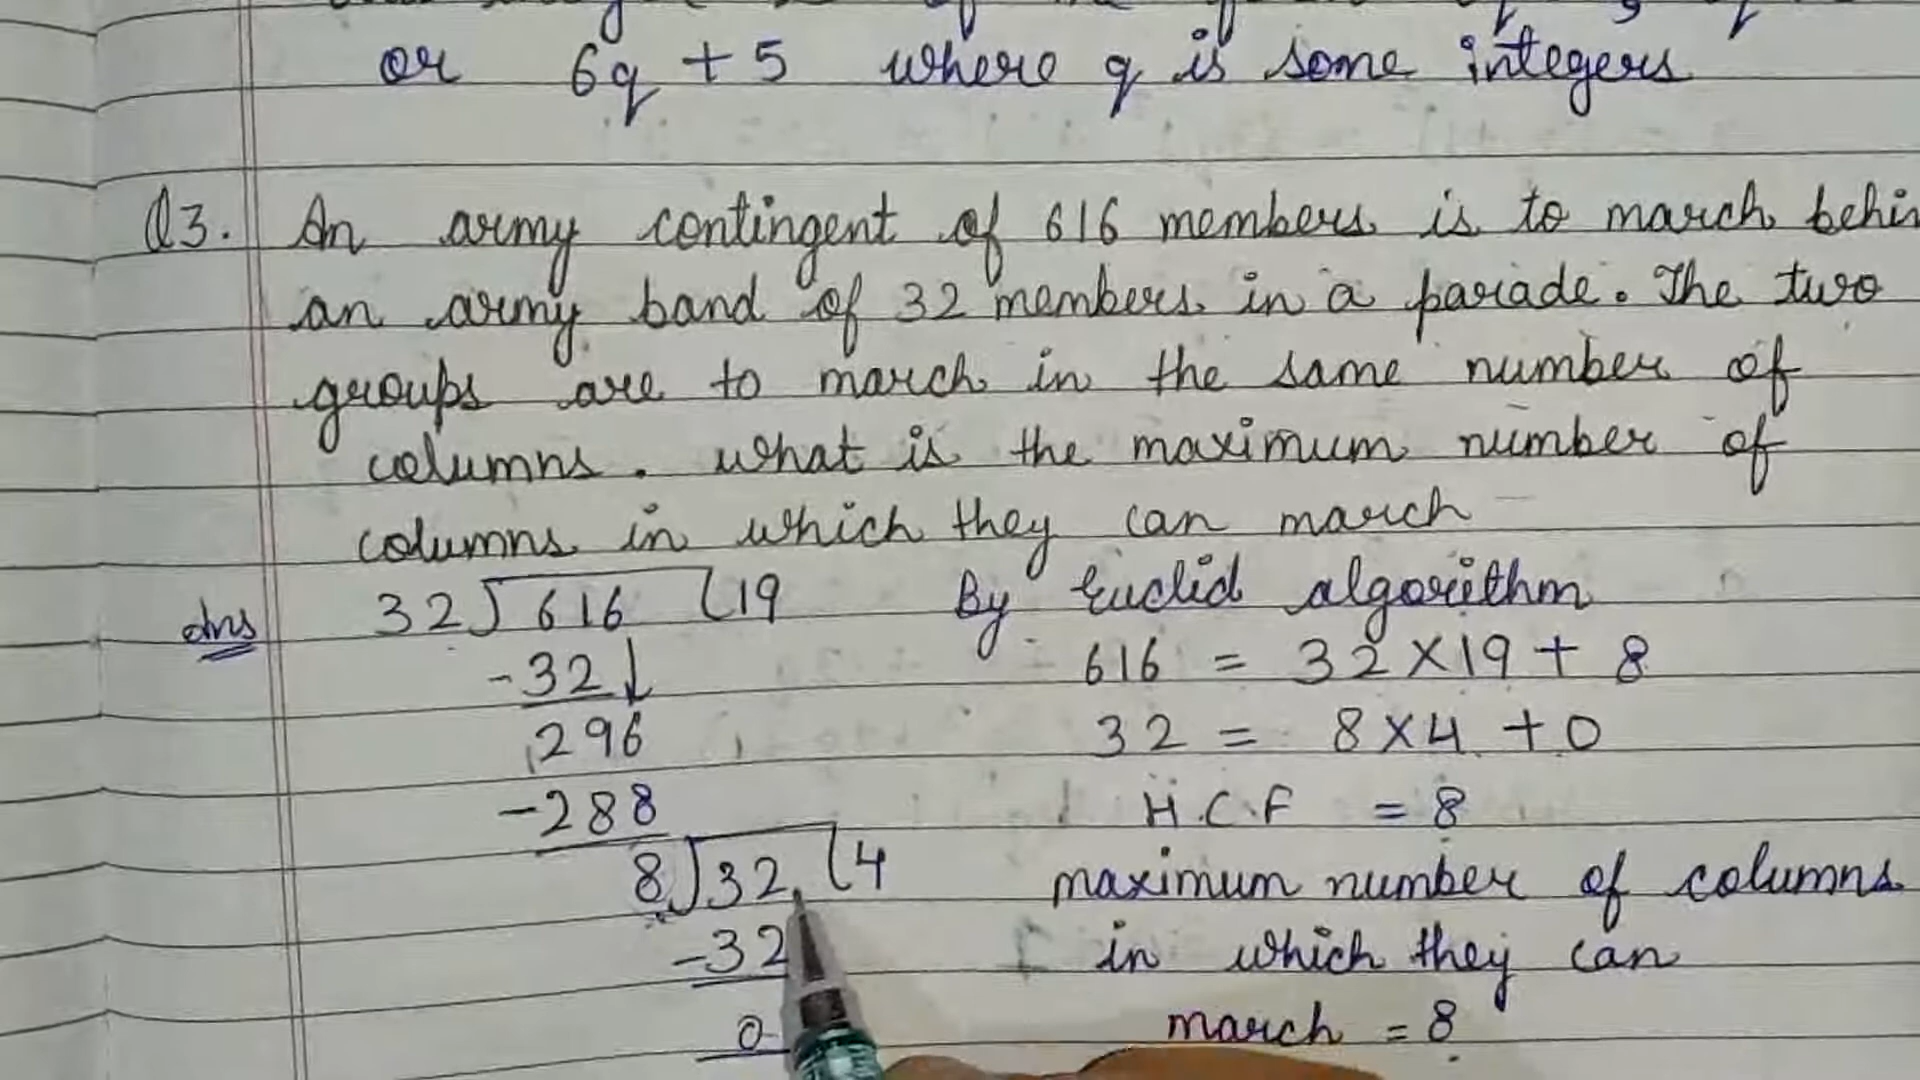 or 6q + 5 where q is some integers
Q3. An army contingent of 616 members is to march behin
an army band of 32 members in a parade. The two
groups are to march in the same number of
columns. what is the maximum number of
columns in which they can march
Ans 32) 616 (19 By Euclid algorithm
-32↓ 616 = 32×19+ 8
296 32 = 8×4 +0
-288 H.C.F = 8
8)32(4 maximum number of columns
-32 in which they can
0 march = 8